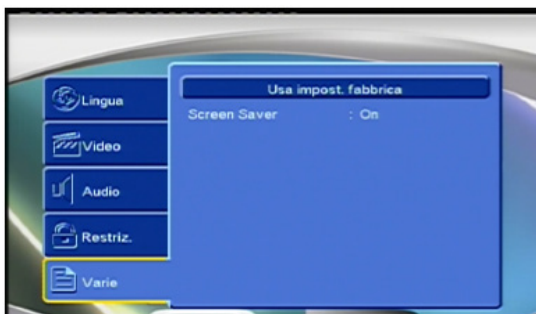 Lingua
Video
Audio
Restriz.
Varie
Usa impost. fabbrica
Screen Saver : On